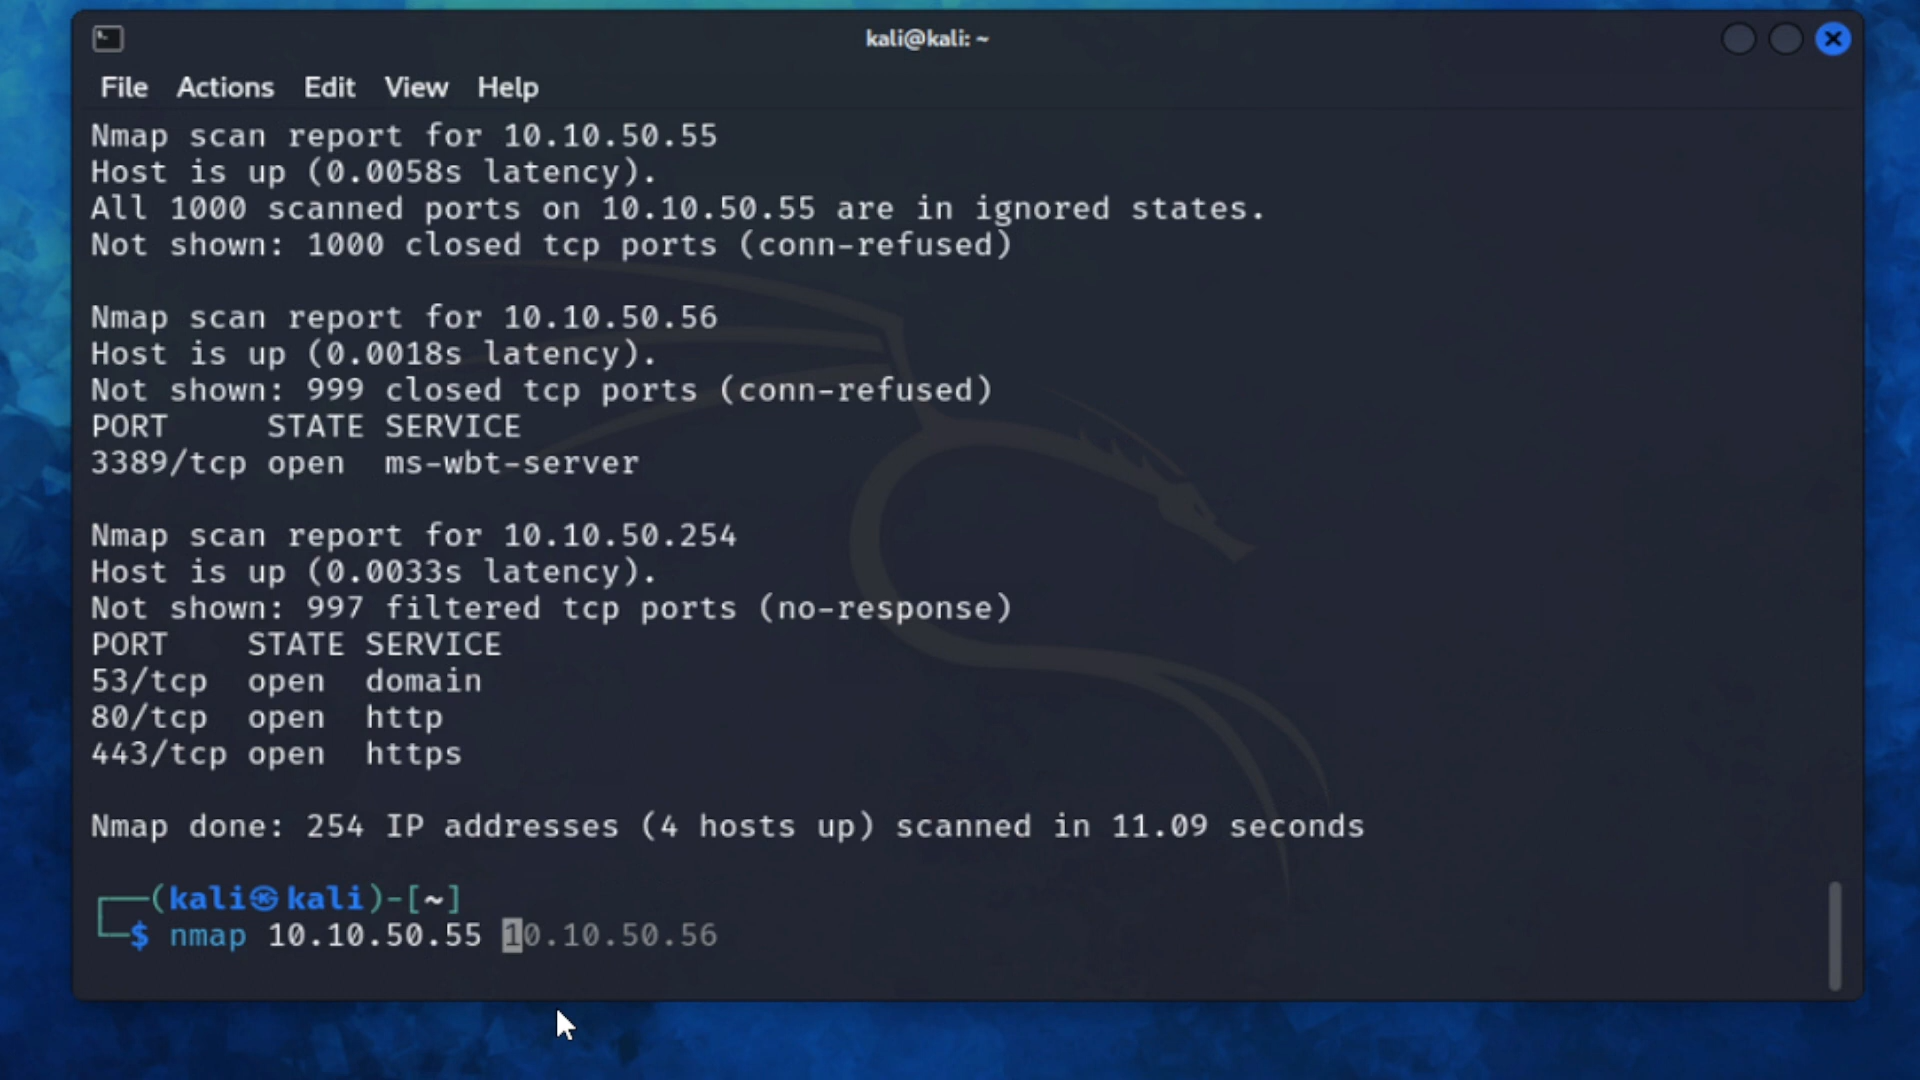 kali@kali: ~
File Actions Edit View Help
Nmap scan report for 10.10.50.55
Host is up (0.0058s latency).
All 1000 scanned ports on 10.10.50.55 are in ignored states.
Not shown: 1000 closed tcp ports (conn-refused)
Nmap scan report for 10.10.50.56
Host is up (0.0018s latency).
Not shown: 999 closed tcp ports (conn-refused)
PORT     STATE SERVICE
3389/tcp open  ms-wbt-server
Nmap scan report for 10.10.50.254
Host is up (0.0033s latency).
Not shown: 997 filtered tcp ports (no-response)
PORT    STATE SERVICE
53/tcp  open  domain
80/tcp  open  http
443/tcp open  https
Nmap done: 254 IP addresses (4 hosts up) scanned in 11.09 seconds
┌──(kali㉿kali)-[~]
└─$ nmap 10.10.50.55 10.10.50.56